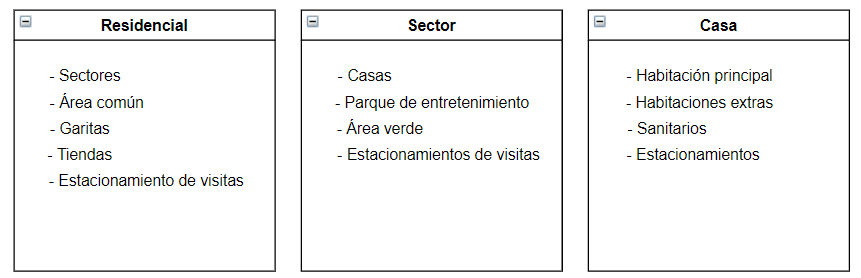 Residencial
- Sectores
- Área común
- Garitas
- Tiendas
- Estacionamiento de visitas
Sector
- Casas
- Parque de entretenimiento
- Área verde
- Estacionamientos de visitas
Casa
- Habitación principal
- Habitaciones extras
- Sanitarios
- Estacionamientos